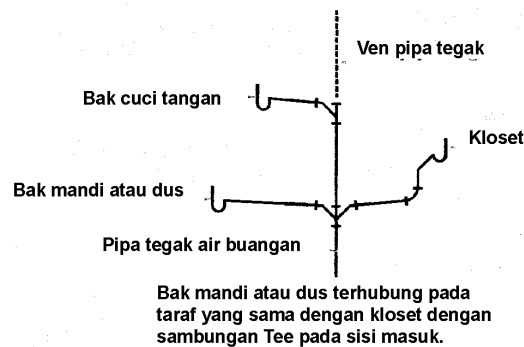 Ven pipa tegak
Bak cuci tangan
Kloset
Bak mandi atau dus
Pipa tegak air buangan
Bak mandi atau dus terhubung pada
taraf yang sama dengan kloset dengan
sambungan Tee pada sisi masuk.